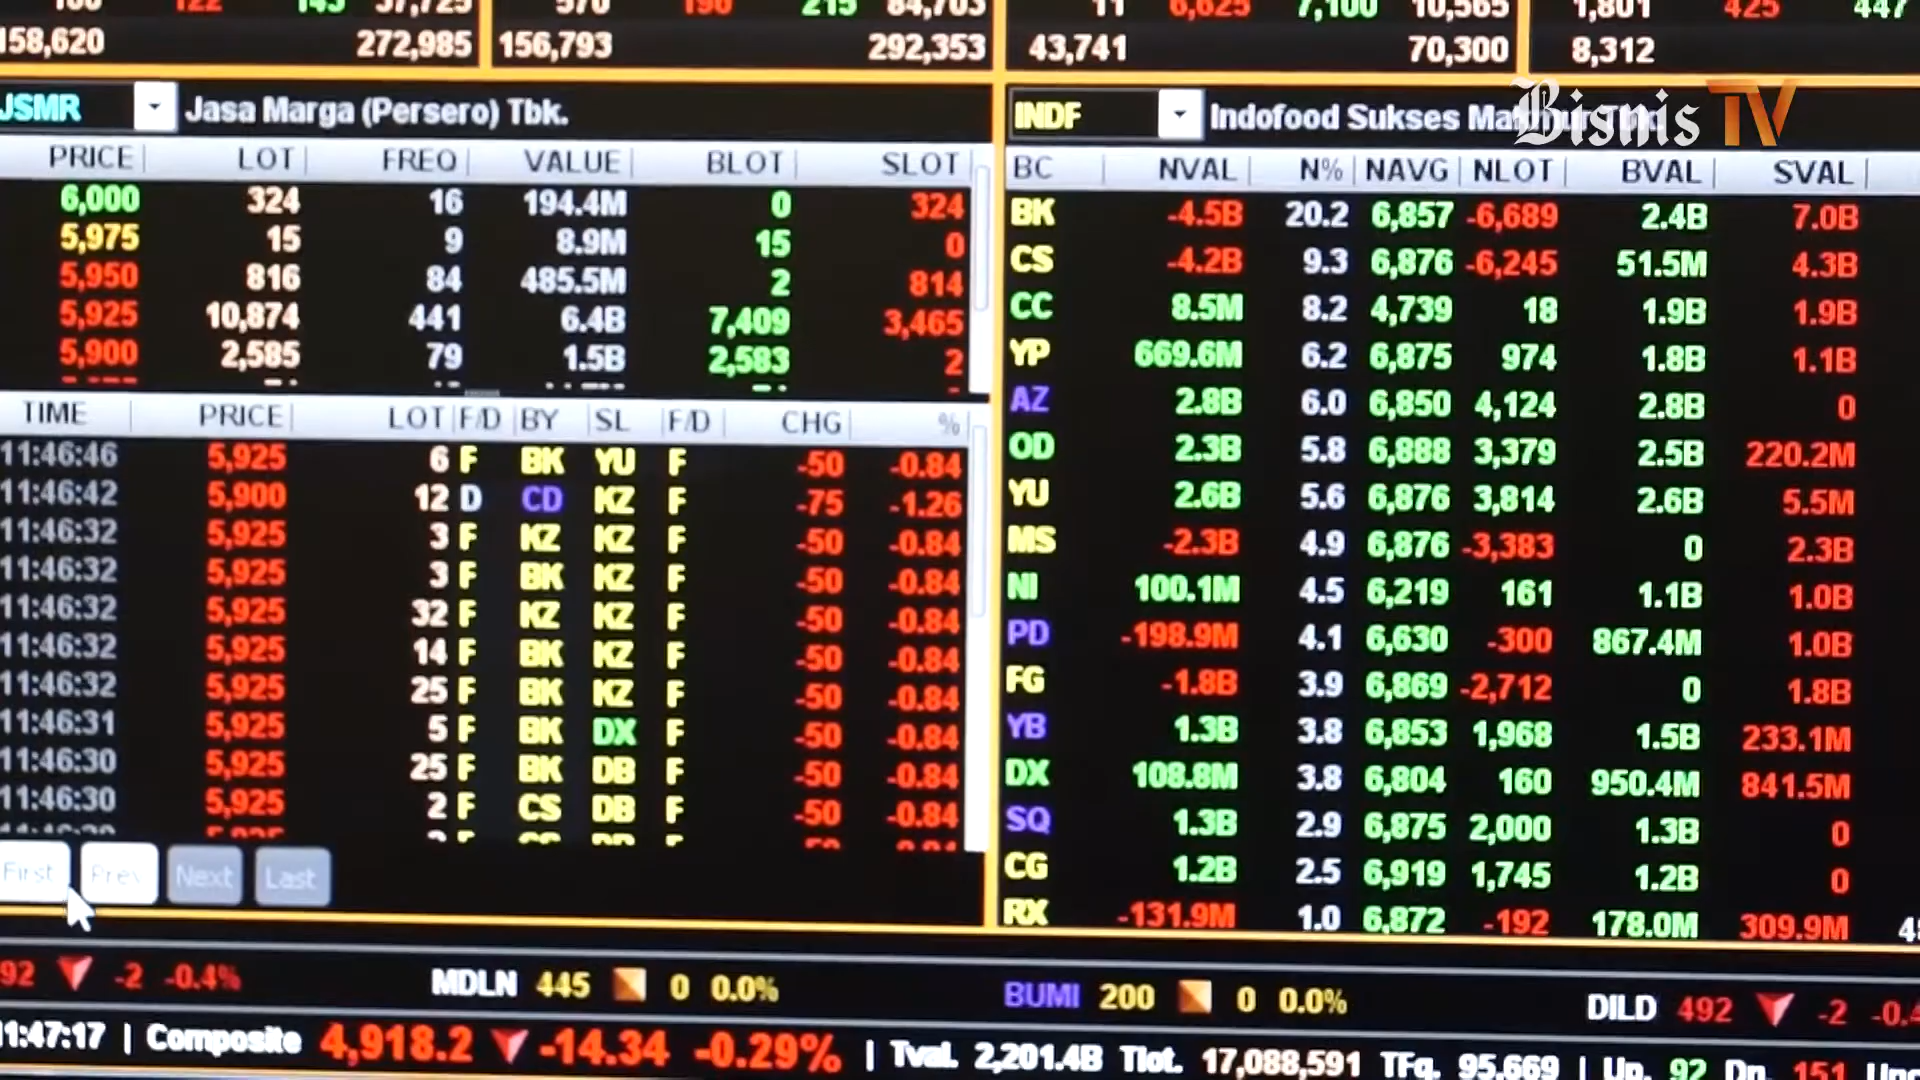 143 37,725 570 196 215 84,703 11 6,825 7,100 10,565 1,801 425 447
158,620 272,985 156,793 292,353 43,741 70,300 8,312
JSMR Jasa Marga (Persero) Tbk.
PRICE LOT FREQ VALUE BLOT SLOT
6,000 324 16 194.4M 0 324
5,975 15 9 8.9M 15 0
5,950 816 84 485.5M 2 814
5,925 10,874 441 6.4B 7,409 3,465
5,900 2,585 79 1.5B 2,583 2
TIME PRICE LOT F/D BY SL F/D CHG %
11:46:46 5,925 6 F BK YU F -50 -0.84
11:46:42 5,900 12 D CD KZ F -75 -1.26
11:46:32 5,925 3 F KZ KZ F -50 -0.84
11:46:32 5,925 3 F BK KZ F -50 -0.84
11:46:32 5,925 32 F KZ KZ F -50 -0.84
11:46:32 5,925 14 F BK KZ F -50 -0.84
11:46:32 5,925 25 F BK KZ F -50 -0.84
11:46:31 5,925 5 F BK DX F -50 -0.84
11:46:30 5,925 25 F BK DB F -50 -0.84
11:46:30 5,925 2 F CS DB F -50 -0.84
First Prev Next Last
INDF Indofood Sukses
Bisnis TV
BC NVAL N% NAVG NLOT BVAL SVAL
BK -4.5B 20.2 6,857 -6,689 2.4B 7.0B
CS -4.2B 9.3 6,876 -6,245 51.5M 4.3B
CC 8.5M 8.2 4,739 18 1.9B 1.9B
YP 669.6M 6.2 6,875 974 1.8B 1.1B
AZ 2.8B 6.0 6,850 4,124 2.8B 0
OD 2.3B 5.8 6,888 3,379 2.5B 220.2M
YU 2.6B 5.6 6,876 3,814 2.6B 5.5M
MS -2.3B 4.9 6,876 -3,383 0 2.3B
NI 100.1M 4.5 6,219 161 1.1B 1.0B
PD -198.9M 4.1 6,630 -300 867.4M 1.0B
FG -1.8B 3.9 6,869 -2,712 0 1.8B
YB 1.3B 3.8 6,853 1,968 1.5B 233.1M
DX 108.8M 3.8 6,804 160 950.4M 841.5M
SQ 1.3B 2.9 6,875 2,000 1.3B 0
CG 1.2B 2.5 6,919 1,745 1.2B 0
RX -131.9M 1.0 6,872 -192 178.0M 309.9M
92 -2 -0.4% MDLN 445 0 0.0% BUMI 200 0 0.0% DILD 492 -2
11:47:17 | Composite 4,918.2 -14.34 -0.29% | Tval. 2,201.4B Tlot. 17,088,591 TFq. 95,669 | Up. 92 Dn. 151